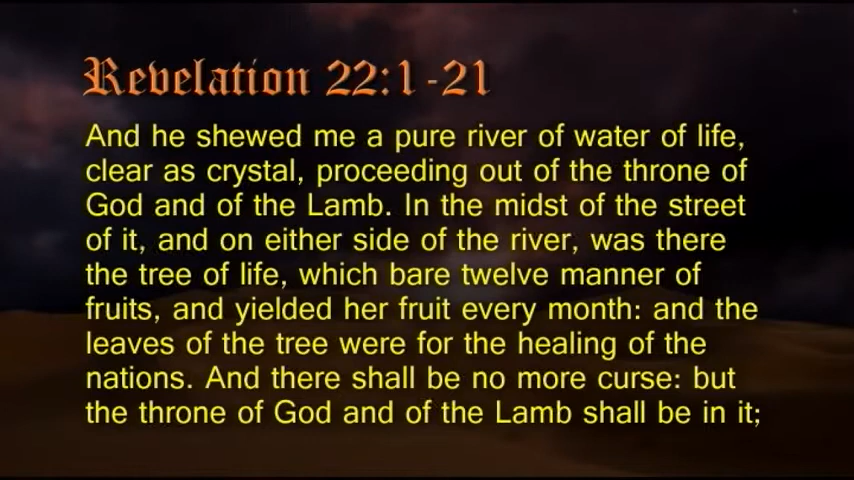 Revelation 22:1-21
And he shewed me a pure river of water of life,
clear as crystal, proceeding out of the throne of
God and of the Lamb. In the midst of the street
of it, and on either side of the river, was there
the tree of life, which bare twelve manner of
fruits, and yielded her fruit every month: and the
leaves of the tree were for the healing of the
nations. And there shall be no more curse: but
the throne of God and of the Lamb shall be in it;